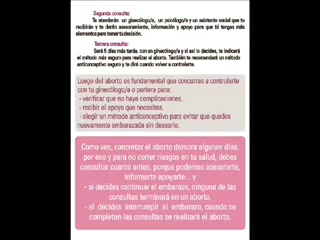 Segunda consulta:
Te atenderán un ginecólogo/a, un psicólogo/a y un asistente social que te
recibirán y te darán asesoramiento, información y apoyo para que tú tengas más
elementos para tomar tu decisión.
Tercera consulta:
Será 5 días más tarde, con un ginecólogo/a y si así lo decides, te indicará
el método más seguro para realizar el aborto. También te recomendará un método
anticonceptivo seguro y te dirá cuando volver a controlarte.
Luego del aborto es fundamental que concurras a controlarte
con tu ginecólogo/a o partera para:
- verificar que no haya complicaciones.
- recibir el apoyo que necesites.
- elegir un método anticonceptivo para evitar que quedes
nuevamente embarazada sin desearlo.
Como ves, concretar el aborto demora algunos días,
por eso y para no correr riesgos en tu salud, debes
consultar cuanto antes, porque podemos asesorarte,
informarte apoyarte... y
- si decides continuar el embarazo, ninguna de las
consultas terminará en un aborto.
- si decides interrumpir el embarazo, cuando se
completen las consultas se realizará el aborto.